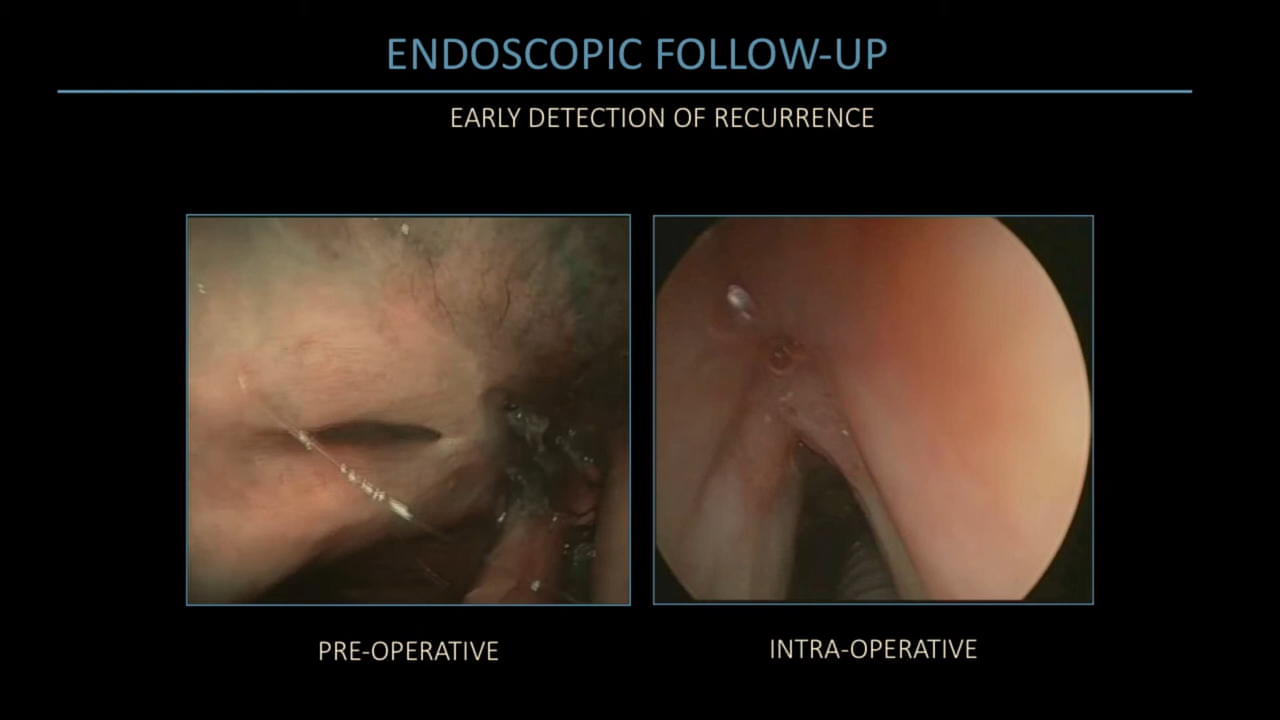 ENDOSCOPIC FOLLOW-UP
EARLY DETECTION OF RECURRENCE
PRE-OPERATIVE
INTRA-OPERATIVE